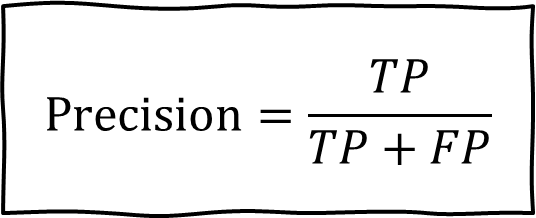 Precision = TP / TP + FP